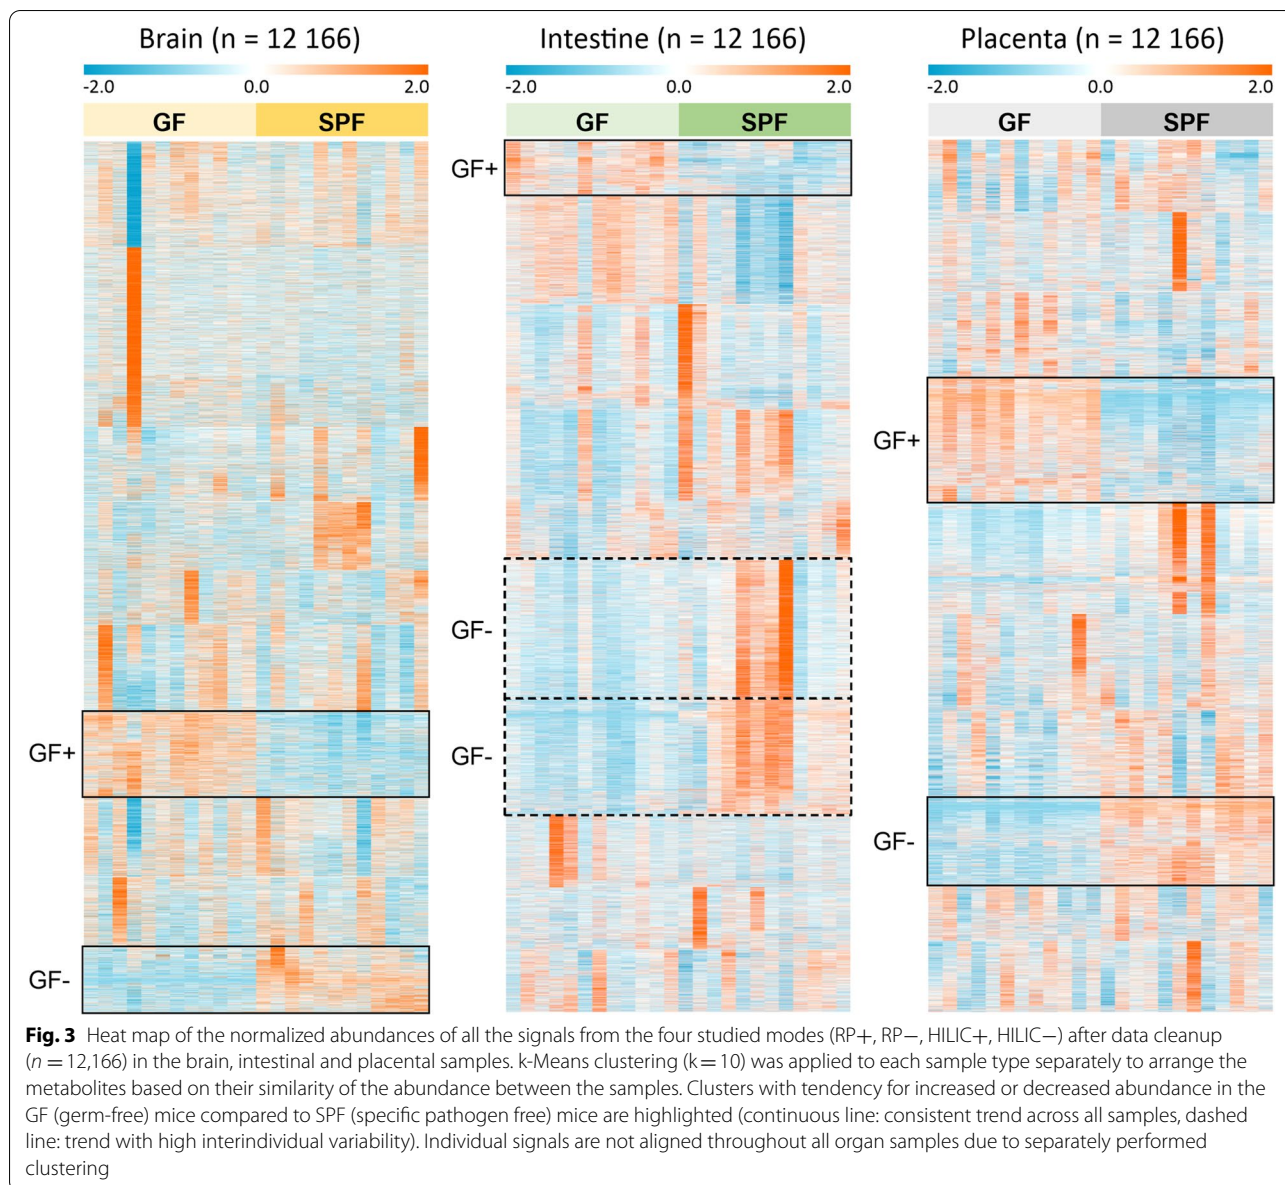 Brain (n = 12 166)
-2.0 0.0 2.0
GF SPF
GF+
GF-
Intestine (n = 12 166)
-2.0 0.0 2.0
GF SPF
GF+
GF-
GF-
Placenta (n = 12 166)
-2.0 0.0 2.0
GF SPF
GF+
GF-
Fig. 3 Heat map of the normalized abundances of all the signals from the four studied modes (RP+, RP−, HILIC+, HILIC−) after data cleanup
(n = 12,166) in the brain, intestinal and placental samples. k-Means clustering (k = 10) was applied to each sample type separately to arrange the
metabolites based on their similarity of the abundance between the samples. Clusters with tendency for increased or decreased abundance in the
GF (germ-free) mice compared to SPF (specific pathogen free) mice are highlighted (continuous line: consistent trend across all samples, dashed
line: trend with high interindividual variability). Individual signals are not aligned throughout all organ samples due to separately performed
clustering